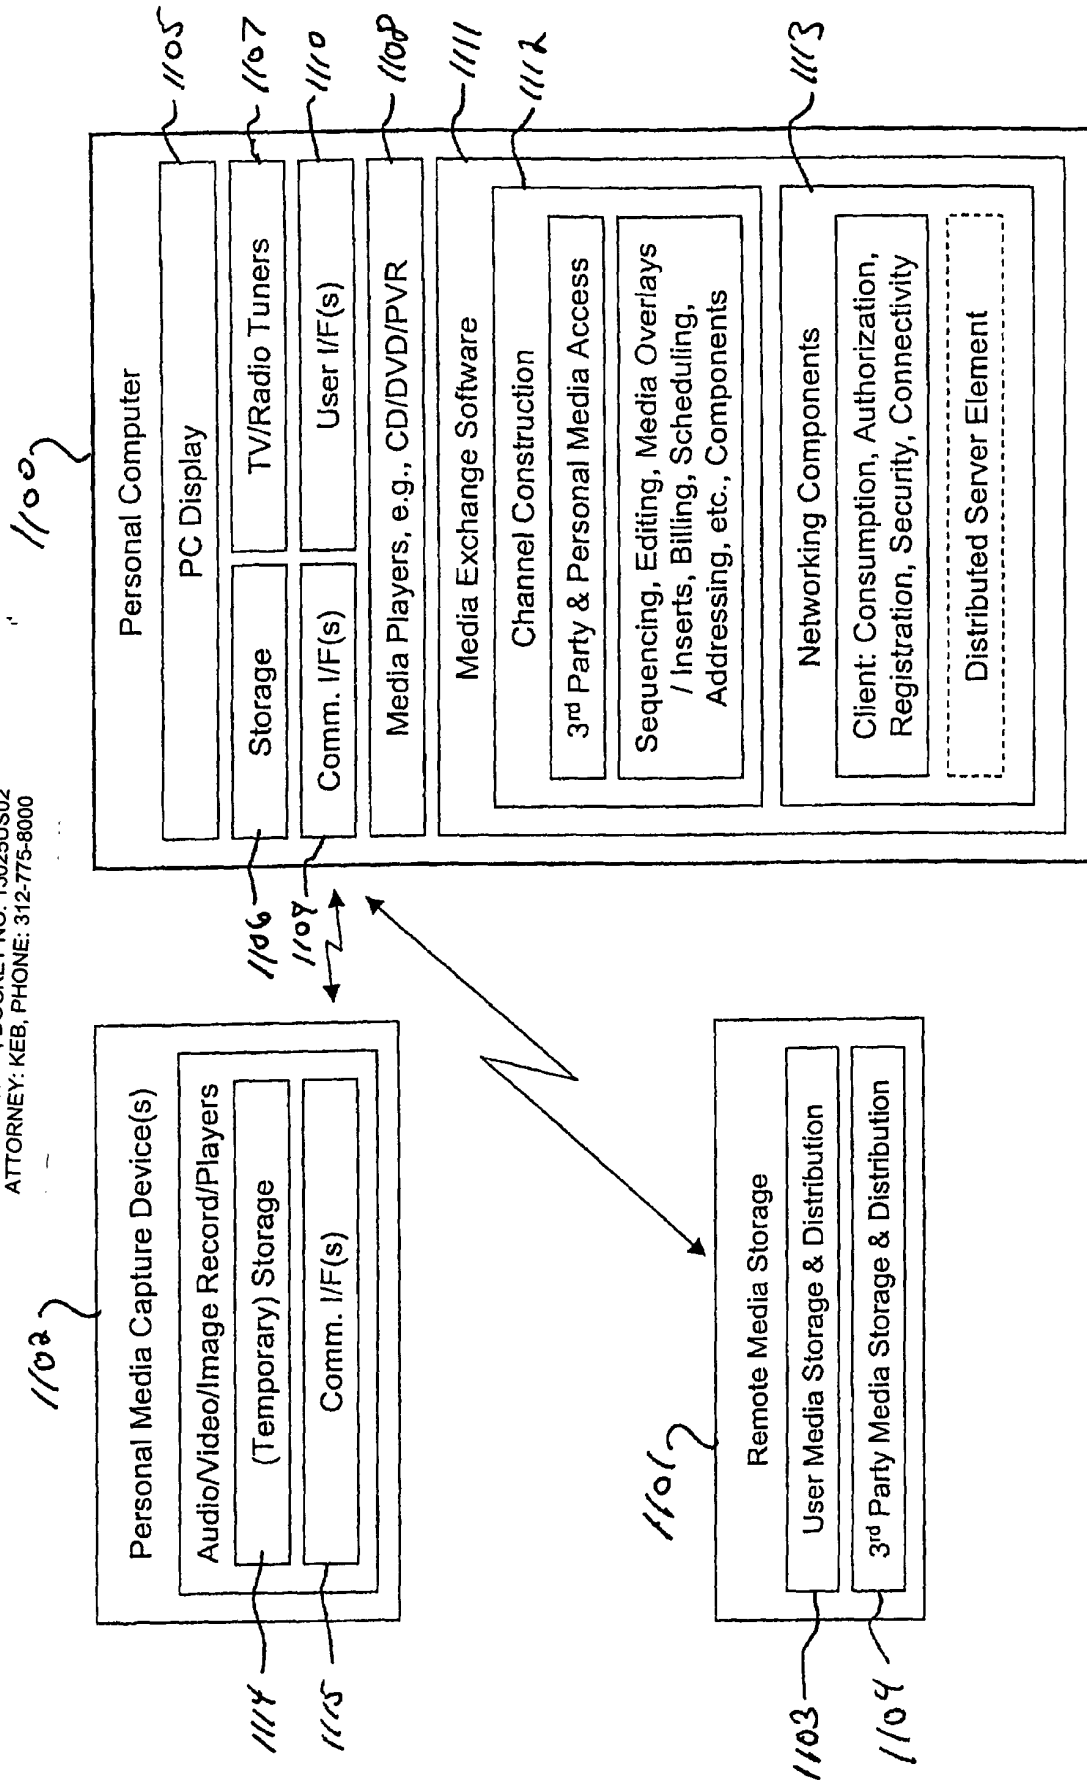 DOCKET NO.
ATTORNEY: KEB, PHONE: 312-775-8000
1102
Personal Media Capture Device(s)
Audio/Video/Image Record/Players
(Temporary) Storage
Comm. I/F(s)
1114
1115
1101
Remote Media Storage
User Media Storage & Distribution
3rd Party Media Storage & Distribution
1103
1104
1100
Personal Computer
PC Display
1105
Storage
TV/Radio Tuners
1106
1107
Comm. I/F(s)
User I/F(s)
1109
1110
Media Players, e.g., CD/DVD/PVR
1108
Media Exchange Software
1111
Channel Construction
1112
3rd Party & Personal Media Access
Sequencing, Editing, Media Overlays
/ Inserts, Billing, Scheduling,
Addressing, etc., Components
Networking Components
1113
Client: Consumption, Authorization,
Registration, Security, Connectivity
Distributed Server Element